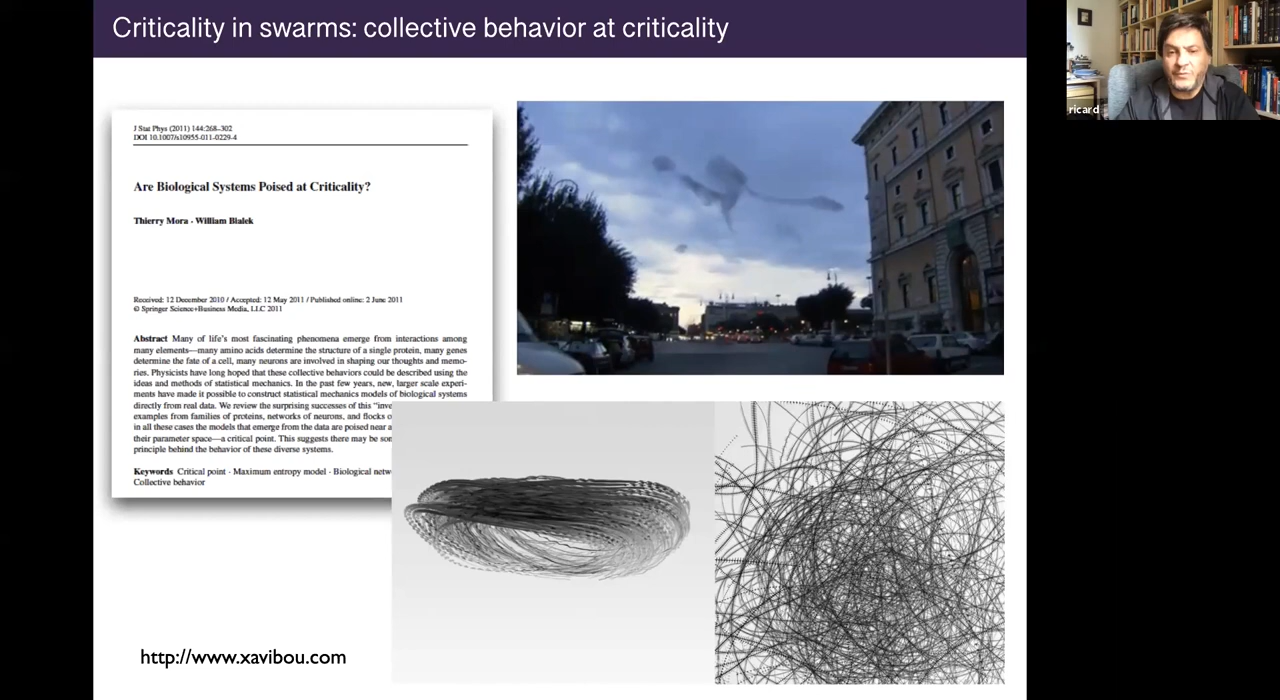 Criticality in swarms: collective behavior at criticality
ricard
J Stat Phys (2011) 144:268–302
DOI 10.1007/s10955-011-0229-4
Are Biological Systems Poised at Criticality?
Thierry Mora · William Bialek
Received: 12 December 2010 / Accepted: 12 May 2011 / Published online: 2 June 2011
© Springer Science+Business Media, LLC 2011
Abstract Many of life's most fascinating phenomena emerge from interactions among
many elements—many amino acids determine the structure of a single protein, many genes
determine the fate of a cell, many neurons are involved in shaping our thoughts and memo-
ries. Physicists have long hoped that these collective behaviors could be described using the
ideas and methods of statistical mechanics. In the past few years, new, larger scale experi-
ments have made it possible to construct statistical mechanics models of biological systems
directly from real data. We review the surprising successes of this "inve
examples from families of proteins, networks of neurons, and flocks o
in all these cases the models that emerge from the data are poised near a
their parameter space—a critical point. This suggests there may be som
principle behind the behavior of these diverse systems.
Keywords Critical point · Maximum entropy model · Biological netw
Collective behavior
http://www.xavibou.com